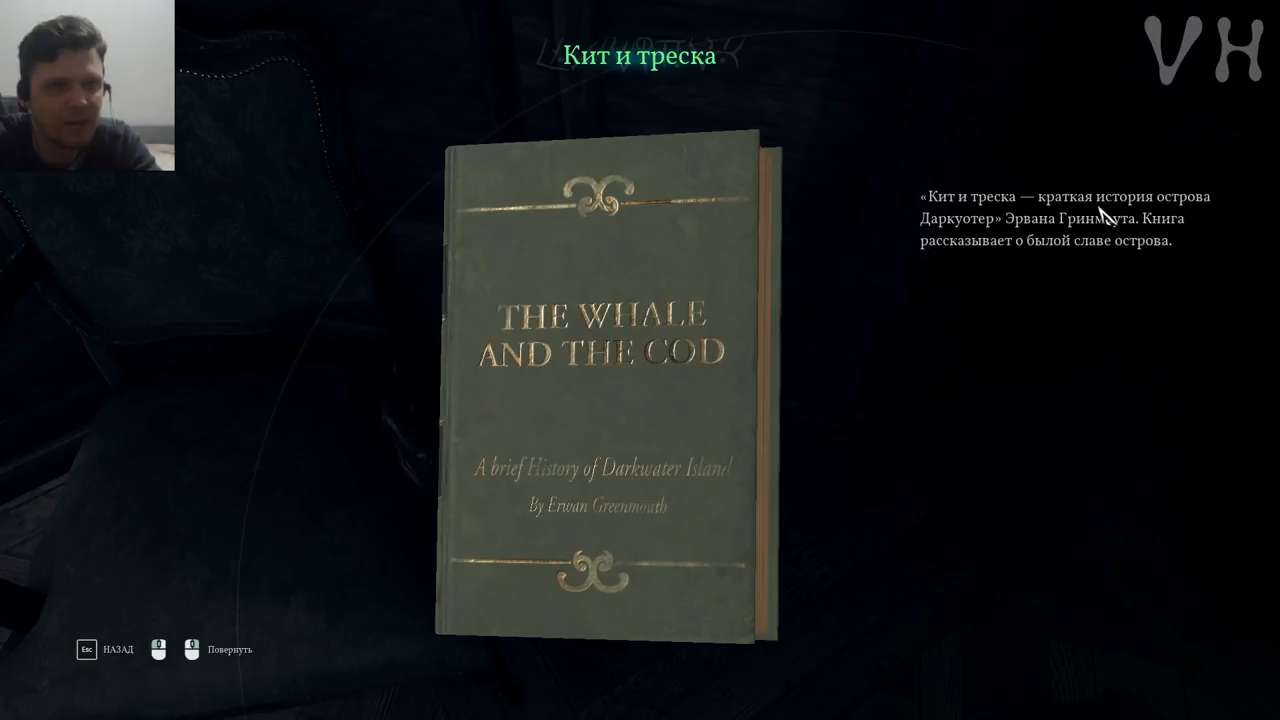 Кит и треска
VH
«Кит и треска — краткая история острова
Даркуотер» Эрвана Гринмаута. Книга
рассказывает о былой славе острова.
THE WHALE
AND THE COD
A brief History of Darkwater Island
By Erwan Greenmouth
Esc НАЗАД Повернуть